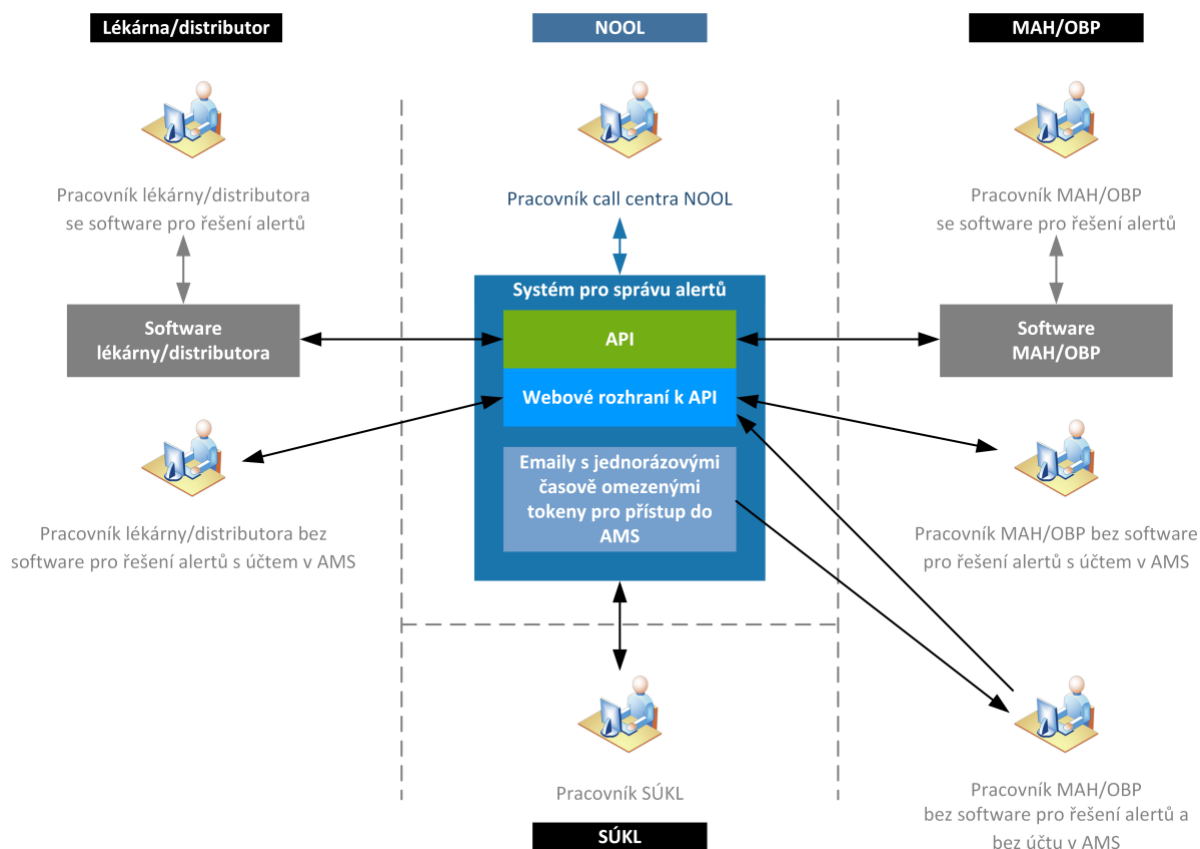 Lékárna/distributor
NOOL
MAH/OBP
Pracovník lékárny/distributora
se software pro řešení alertů
Pracovník call centra NOOL
Pracovník MAH/OBP
se software pro řešení alertů
Systém pro správu alertů
Software
lékárny/distributora
API
Software
MAH/OBP
Webové rozhraní k API
Emaily s jednorázovými
časově omezenými
tokeny pro přístup do
AMS
Pracovník lékárny/distributora bez
software pro řešení alertů s účtem v AMS
Pracovník MAH/OBP bez software
pro řešení alertů s účtem v AMS
Pracovník SÚKL
SÚKL
Pracovník MAH/OBP
bez software pro řešení alertů a
bez účtu v AMS